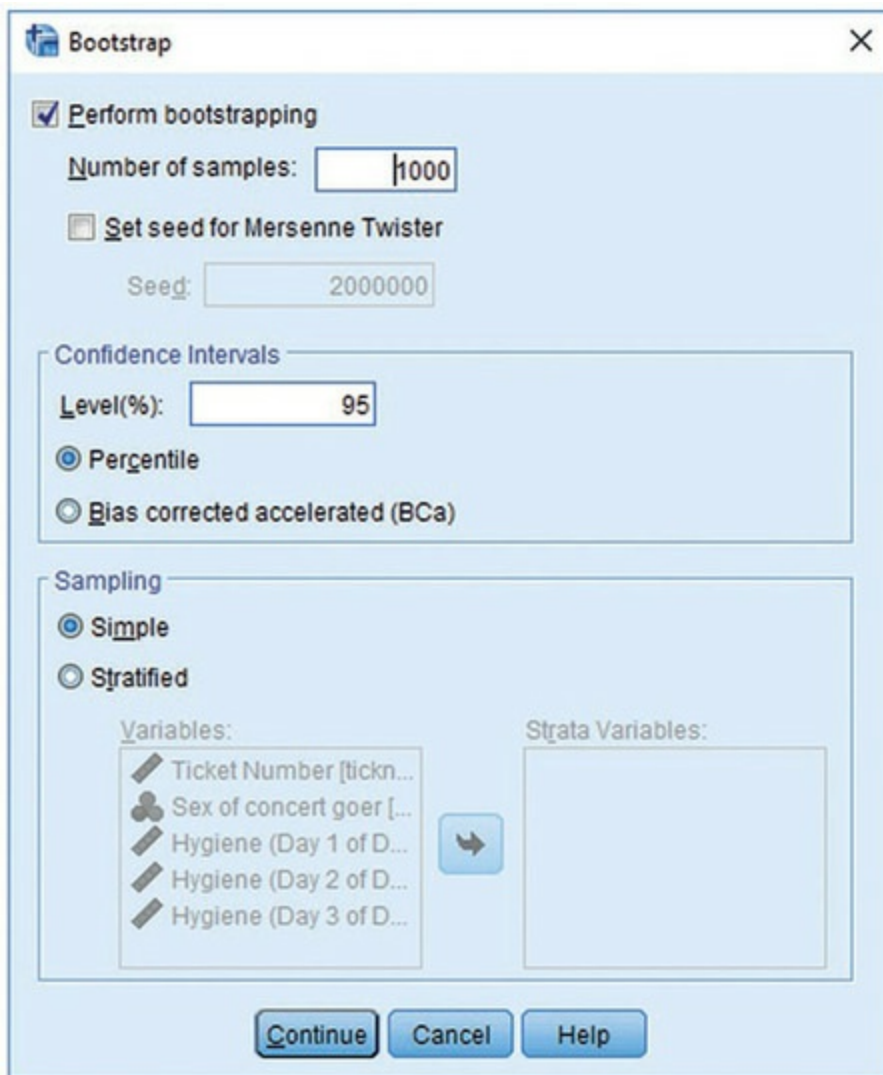 Bootstrap
Perform bootstrapping
Number of samples: 1000
Set seed for Mersenne Twister
Seed: 2000000
Confidence Intervals
Level(%): 95
Percentile
Bias corrected accelerated (BCa)
Sampling
Simple
Stratified
Variables: Strata Variables:
Ticket Number [tickn...
Sex of concert goer [...
Hygiene (Day 1 of D...
Hygiene (Day 2 of D...
Hygiene (Day 3 of D...
Continue Cancel Help